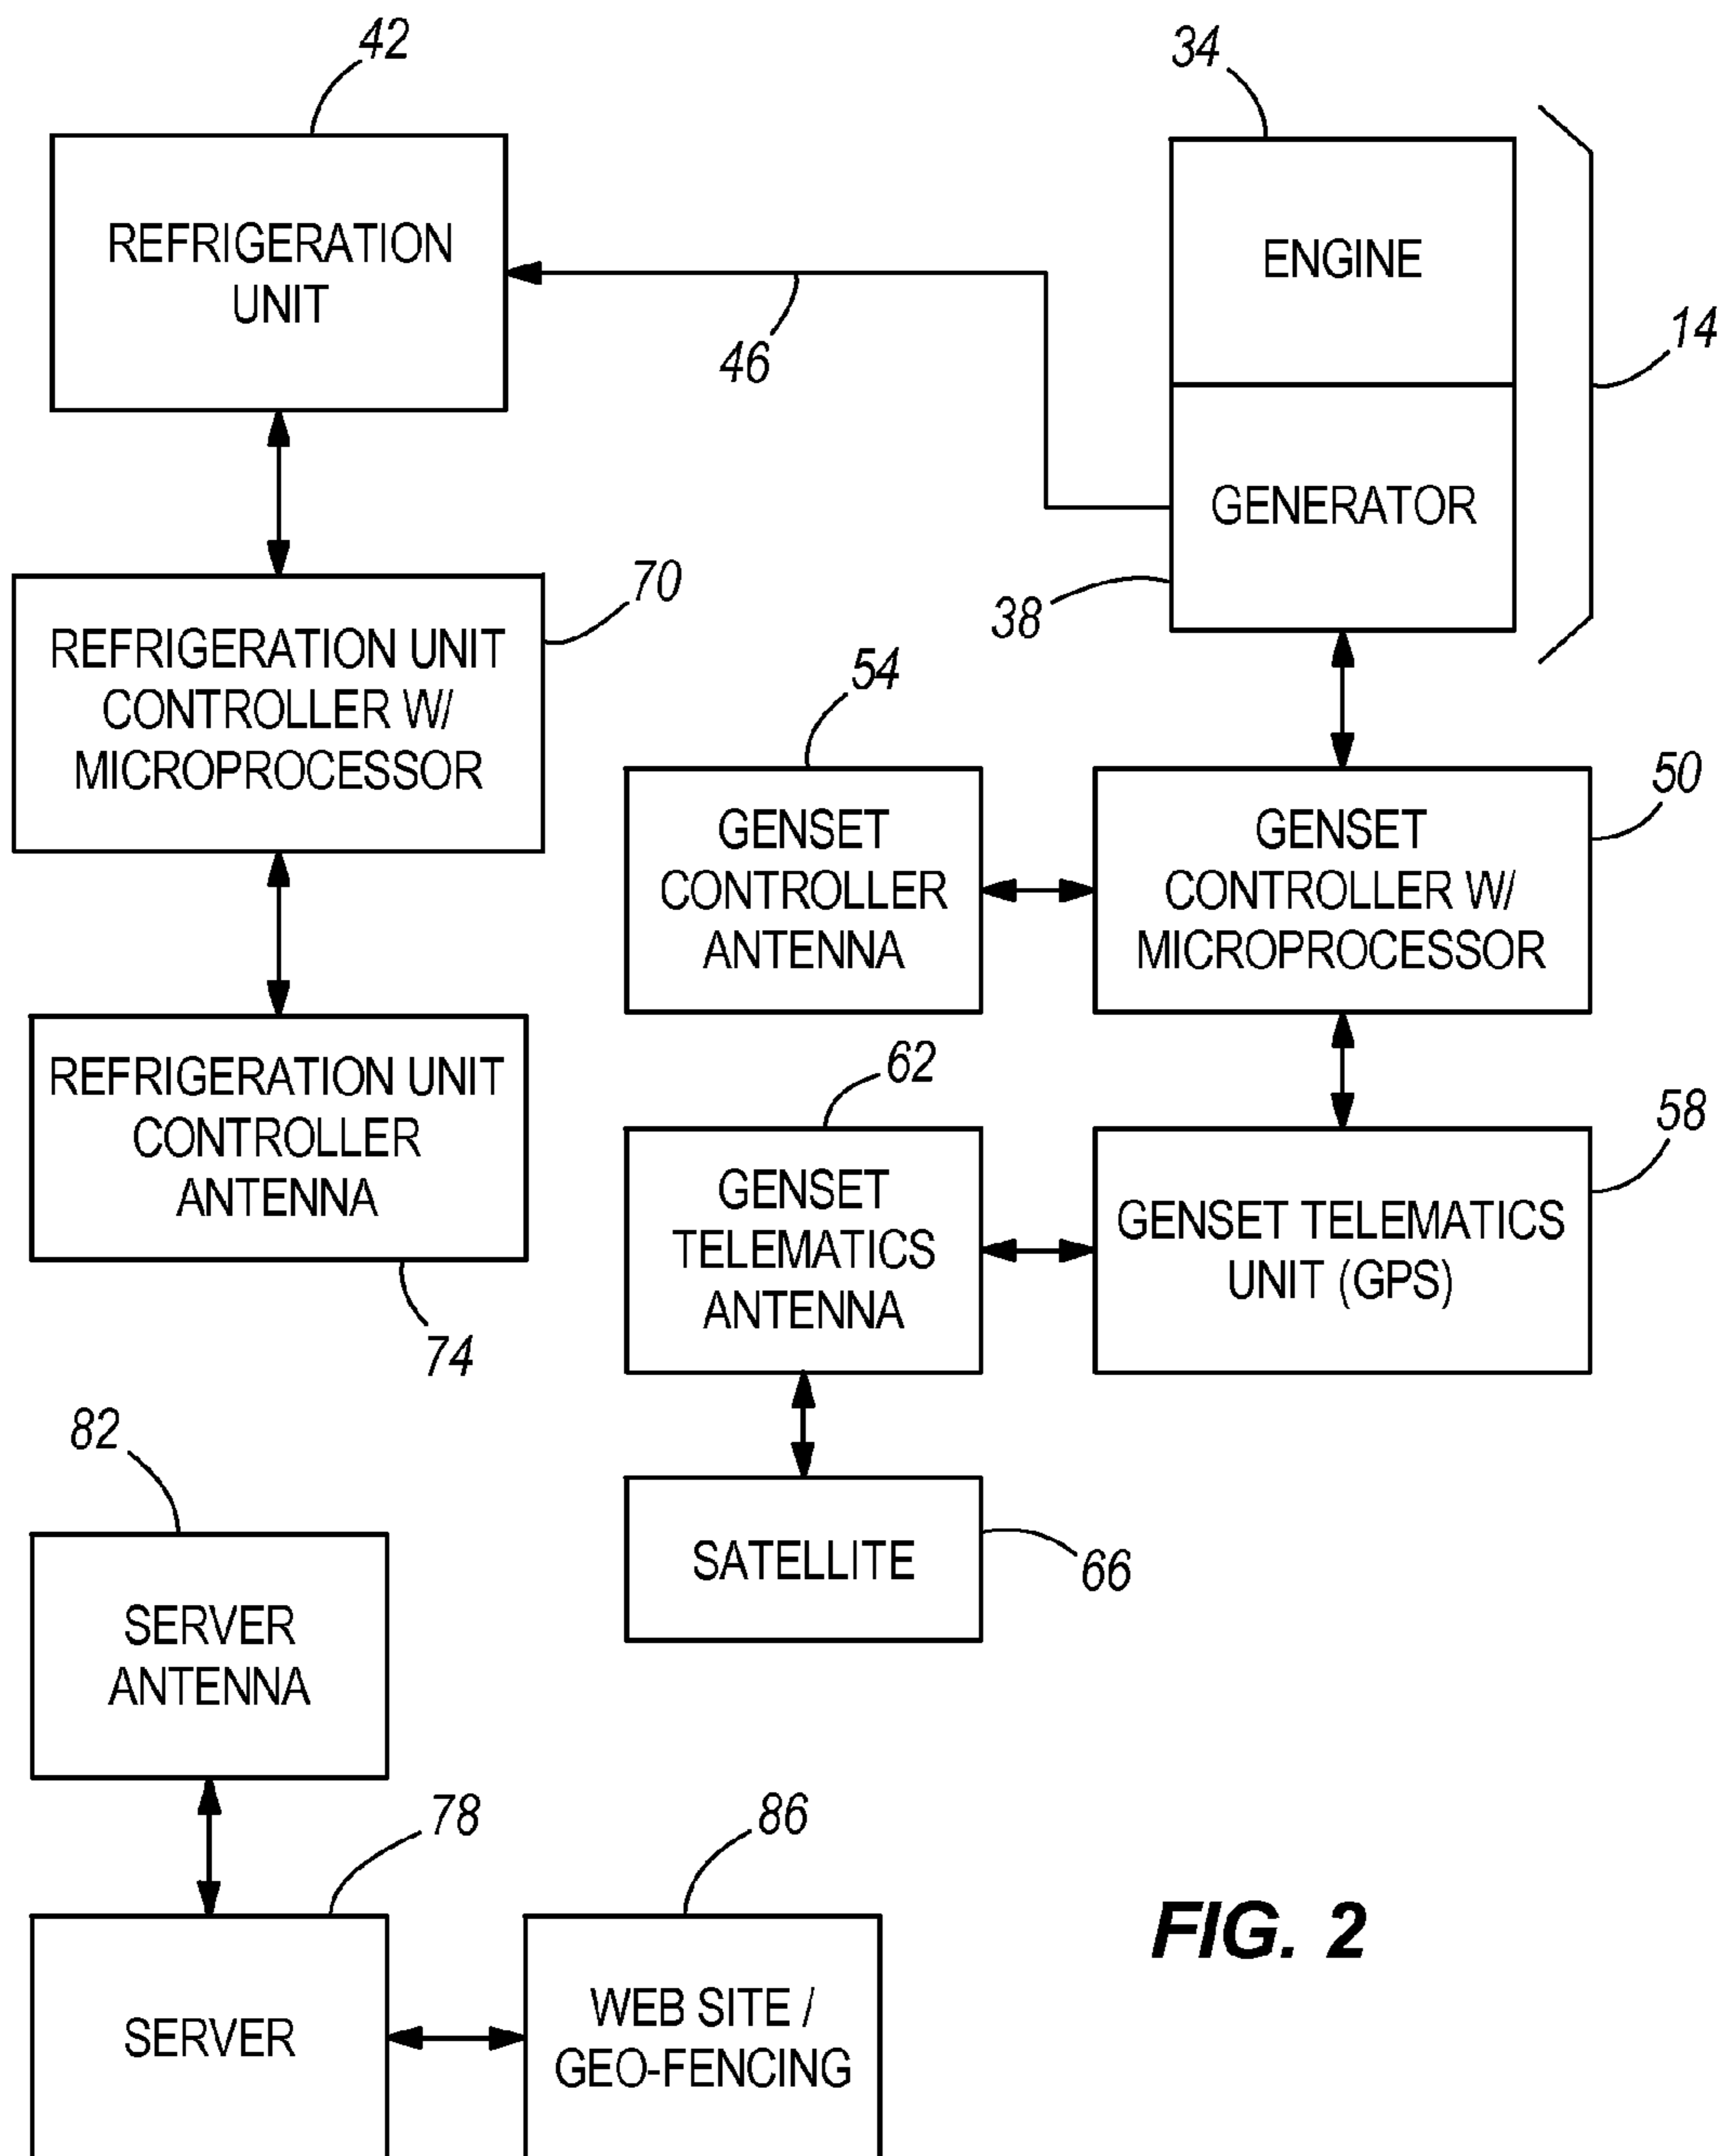 42
34
REFRIGERATION
UNIT
ENGINE
14
46
GENERATOR
38
70
REFRIGERATION UNIT
CONTROLLER W/
MICROPROCESSOR
54
50
GENSET
CONTROLLER
ANTENNA
GENSET
CONTROLLER W/
MICROPROCESSOR
REFRIGERATION UNIT
CONTROLLER
ANTENNA
74
62
58
GENSET
TELEMATICS
ANTENNA
GENSET TELEMATICS
UNIT (GPS)
82
SATELLITE
66
SERVER
ANTENNA
78
86
SERVER
WEB SITE /
GEO-FENCING
FIG. 2